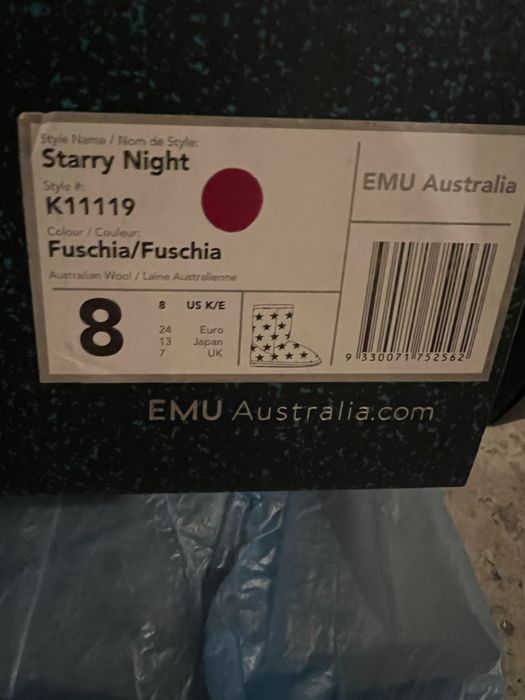 Style Name / Nom de Style:
Starry Night
Style #:
K11119
Colour / Couleur:
Fuschia/Fuschia
Australian Wool / Laine Australienne
EMU Australia
8
8 US K/E
24 Euro
13 Japan
7 UK
9 330071 752562
EMU Australia.com